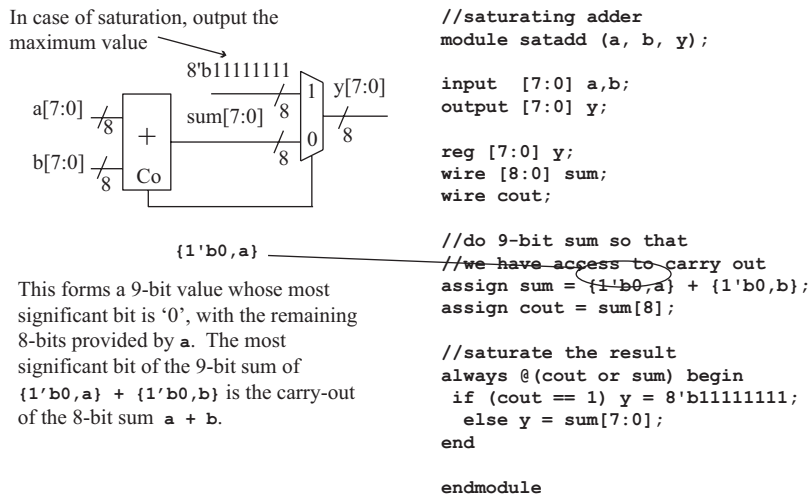 In case of saturation, output the
maximum value
8'b11111111
1
y[7:0]
a[7:0]
8
8
sum[7:0]
8
+
0
b[7:0]
8
8
Co
{1'b0,a}
This forms a 9-bit value whose most
significant bit is ‘0’, with the remaining
8-bits provided by a. The most
significant bit of the 9-bit sum of
{1’b0,a} + {1’b0,b} is the carry-out
of the 8-bit sum a + b.
//saturating adder
module satadd (a, b, y);
input [7:0] a,b;
output [7:0] y;
reg [7:0] y;
wire [8:0] sum;
wire cout;
//do 9-bit sum so that
//we have access to carry out
assign sum = {1'b0,a} + {1'b0,b};
assign cout = sum[8];
//saturate the result
always @(cout or sum) begin
if (cout == 1) y = 8'b11111111;
else y = sum[7:0];
end
endmodule